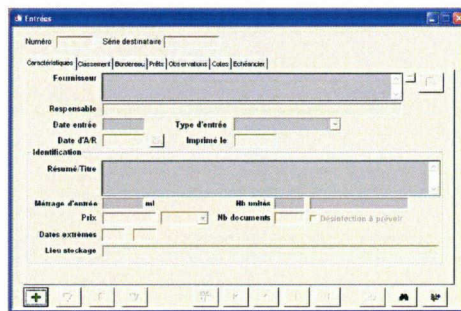 Entrées
Numéro Série destinataire
Caractéristiques Classement Bordereau Prêts Observations Cotes Echéancier
Fournisseur
Responsable
Date entrée Type d'entrée
Date d'A/R Imprimé le
Identification
Résumé/Titre
Métrage d'entrée ml Nb unités
Prix Nb documents Désinfection à prévoir
Dates extrêmes
Lieu stockage